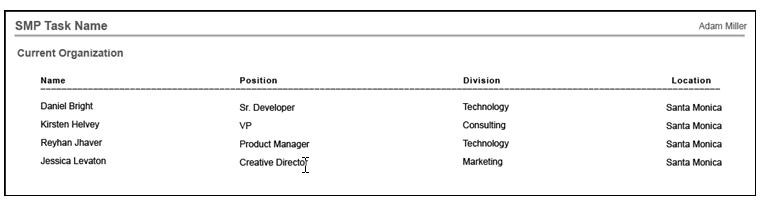 SMP Task Name Adam Miller
Current Organization
Name Position Division Location
Daniel Bright Sr. Developer Technology Santa Monica
Kirsten Helvey VP Consulting Santa Monica
Reyhan Jhaver Product Manager Technology Santa Monica
Jessica Levaton Creative Director Marketing Santa Monica